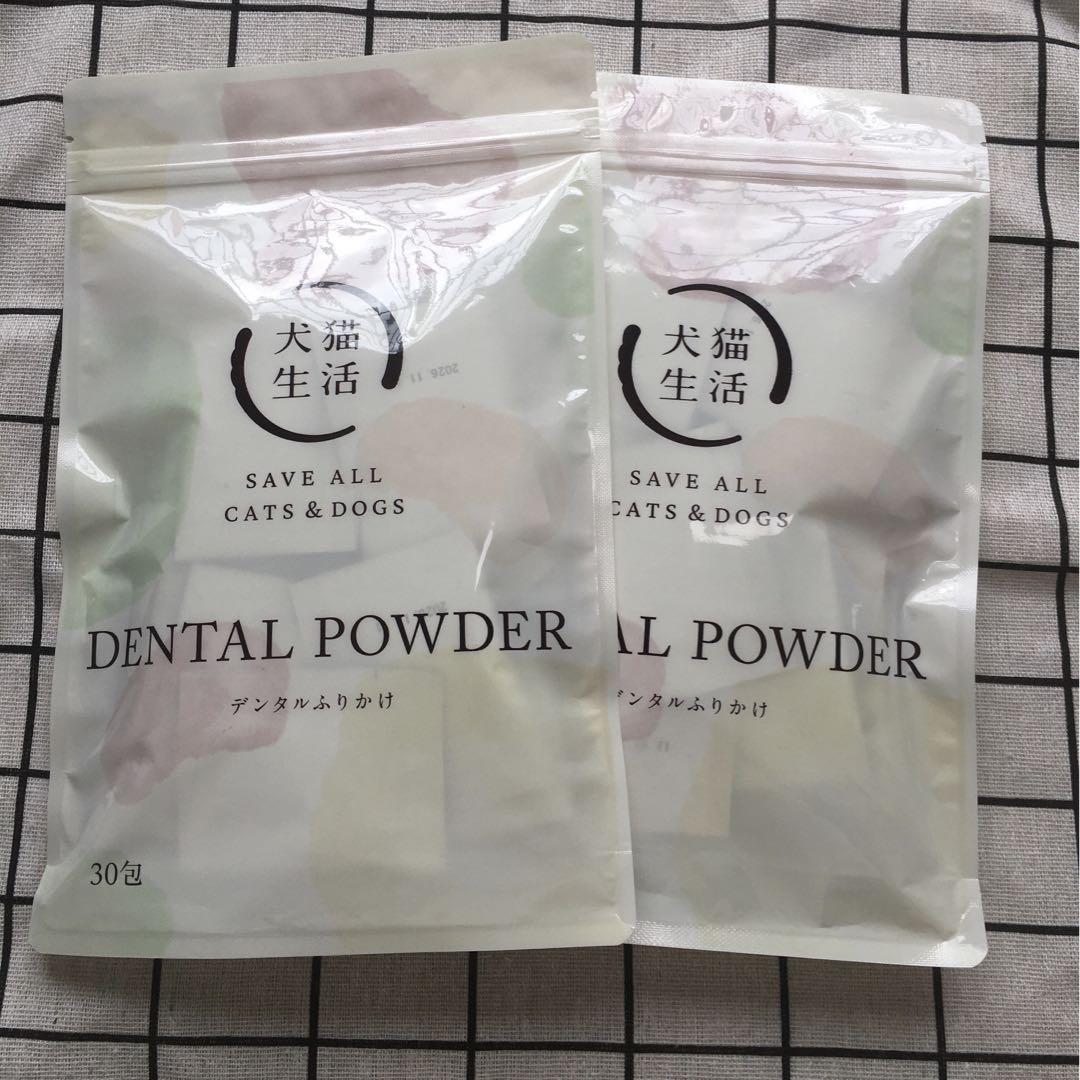 犬猫
生活
SAVE ALL
CATS & DOGS
DENTAL POWDER
デンタルふりかけ
30包
2026.11
犬猫
生活
SAVE ALL
CATS & DOGS
AL POWDER
ンタルふりかけ